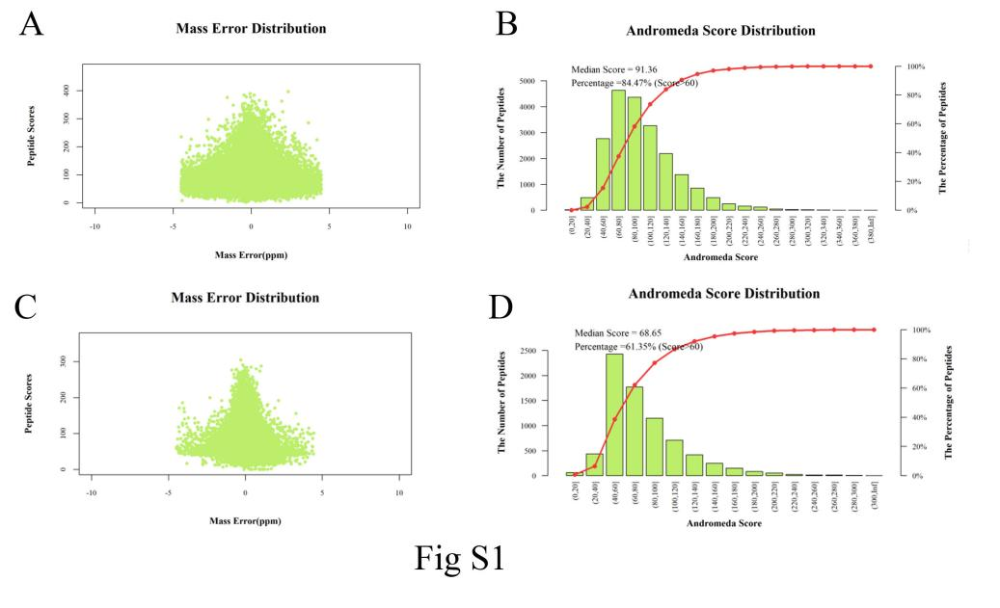 A
Mass Error Distribution
Peptide Scores
400
300
200
100
0
-10 -5 0 5 10
Mass Error(ppm)
B
Andromeda Score Distribution
Median Score = 91.36
Percentage =84.47% (Score>60)
The Number of Peptides
5000
4000
3000
2000
1000
0
100%
80%
60%
40%
20%
0%
The Percentage of Peptides
(0,20] (20,40] (40,60] (60,80] (80,100] (100,120] (120,140] (140,160] (160,180] (180,200] (200,220] (220,240] (240,260] (260,280] (280,300] (300,320] (320,340] (340,360] (360,380] (380,Inf]
Andromeda Score
C
Mass Error Distribution
Peptide Scores
300
200
100
0
-10 -5 0 5 10
Mass Error(ppm)
D
Andromeda Score Distribution
Median Score = 68.65
Percentage =61.35% (Score>60)
The Number of Peptides
2500
2000
1500
1000
500
0
100%
80%
60%
40%
20%
0%
The Percentage of Peptides
(0,20] (20,40] (40,60] (60,80] (80,100] (100,120] (120,140] (140,160] (160,180] (180,200] (200,220] (220,240] (240,260] (260,280] (280,300] (300,Inf]
Andromeda Score
Fig S1